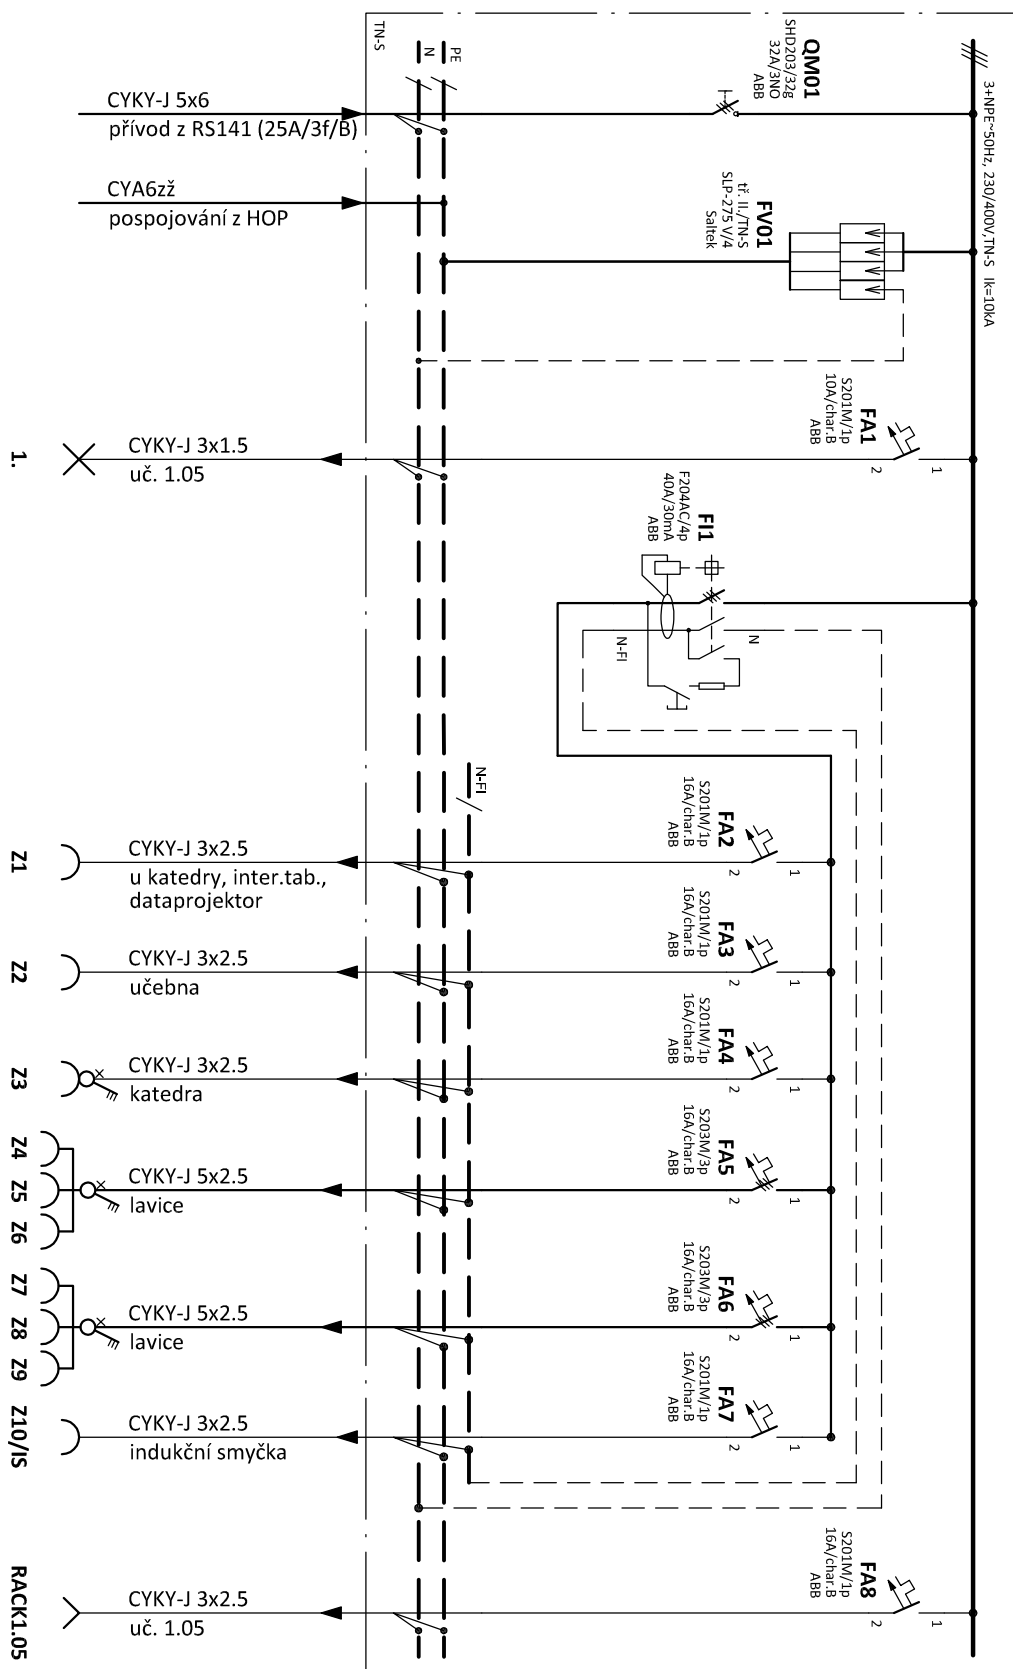 TN-S
N
PE
QM01
SHD203/32g
32A/3NO
ABB
3+NPE~50Hz, 230/400V,TN-S Ik=10kA
CYKY-J 5x6
přívod z RS141 (25A/3f/B)
CYA6zž
pospojování z HOP
FV01
tř. II./TN-S
SLP-275 V/4
Saltek
FA1
S201M/1p
10A/char.B
ABB
1
2
1.
CYKY-J 3x1.5
uč. 1.05
FI1
F204AC/4p
40A/30mA
ABB
N
N-FI
N-FI
FA2
S201M/1p
16A/char.B
ABB
1
2
Z1
CYKY-J 3x2.5
u katedry, inter.tab.,
dataprojektor
FA3
S201M/1p
16A/char.B
ABB
1
2
Z2
CYKY-J 3x2.5
učebna
FA4
S201M/1p
16A/char.B
ABB
1
2
Z3
CYKY-J 3x2.5
katedra
FA5
S203M/3p
16A/char.B
ABB
1
2
Z4
Z5
Z6
CYKY-J 5x2.5
lavice
FA6
S203M/3p
16A/char.B
ABB
1
2
Z7
Z8
Z9
CYKY-J 5x2.5
lavice
FA7
S201M/1p
16A/char.B
ABB
1
2
Z10/IS
CYKY-J 3x2.5
indukční smyčka
FA8
S201M/1p
16A/char.B
ABB
1
2
RACK1.05
CYKY-J 3x2.5
uč. 1.05